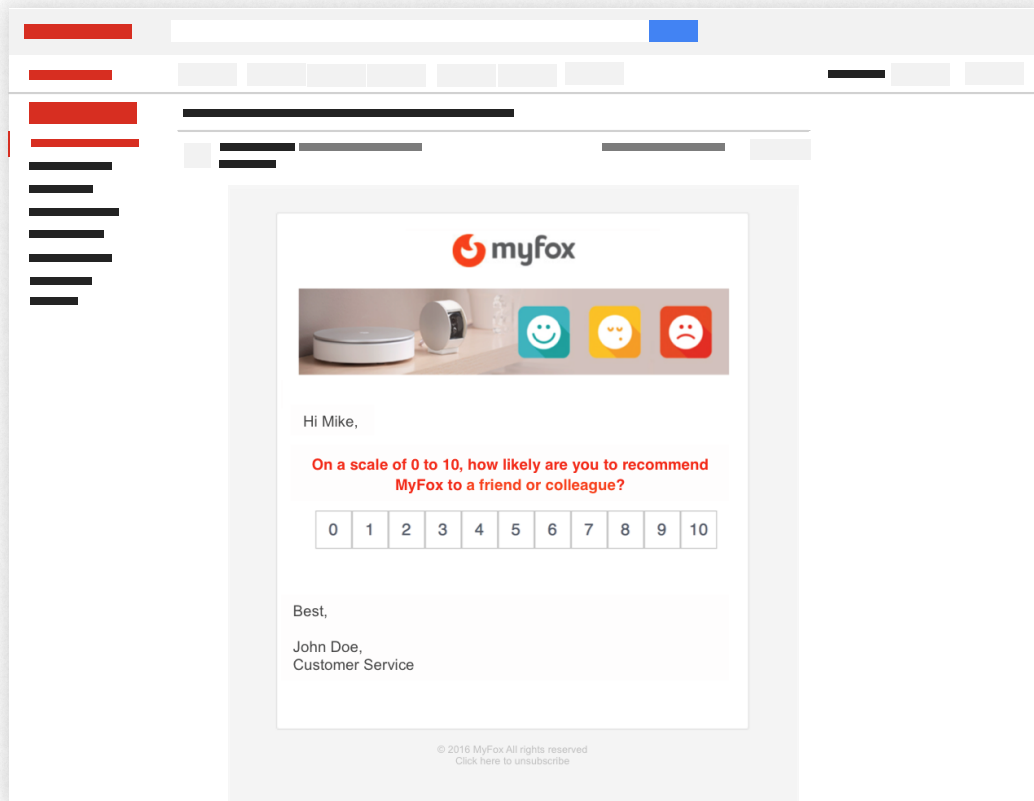 myfox
Hi Mike,
On a scale of 0 to 10, how likely are you to recommend
MyFox to a friend or colleague?
0 1 2 3 4 5 6 7 8 9 10
Best,
John Doe,
Customer Service
© 2016 MyFox All rights reserved
Click here to unsubscribe